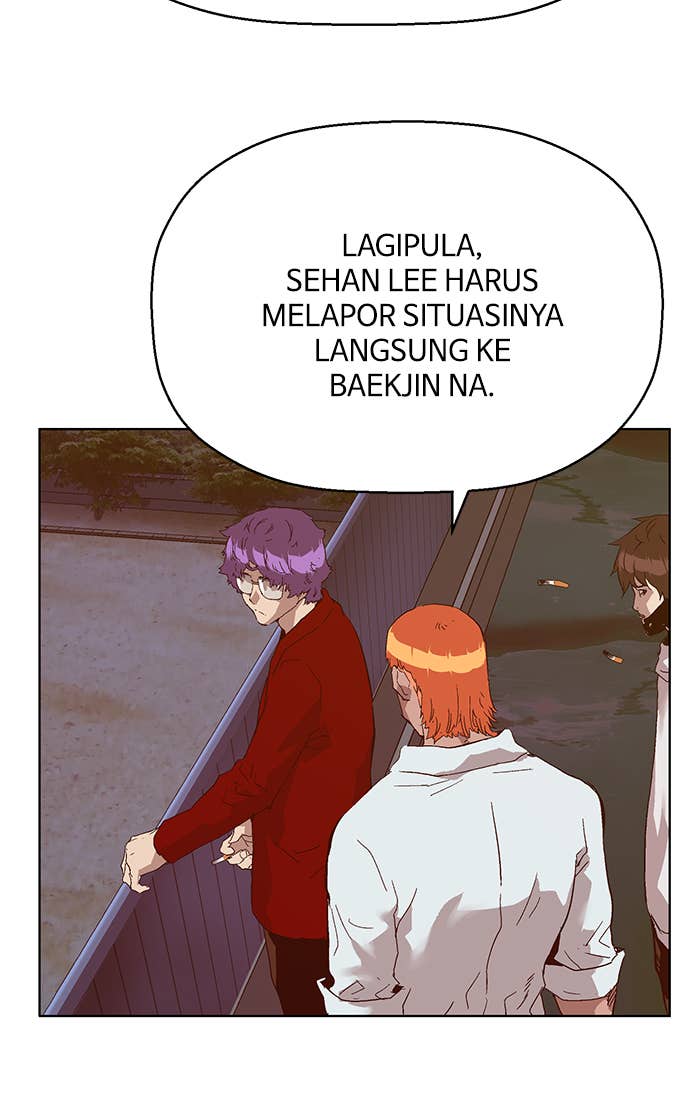 LAGIPULA,
SEHAN LEE HARUS
MELAPOR SITUASINYA
LANGSUNG KE
BAEKJIN NA.